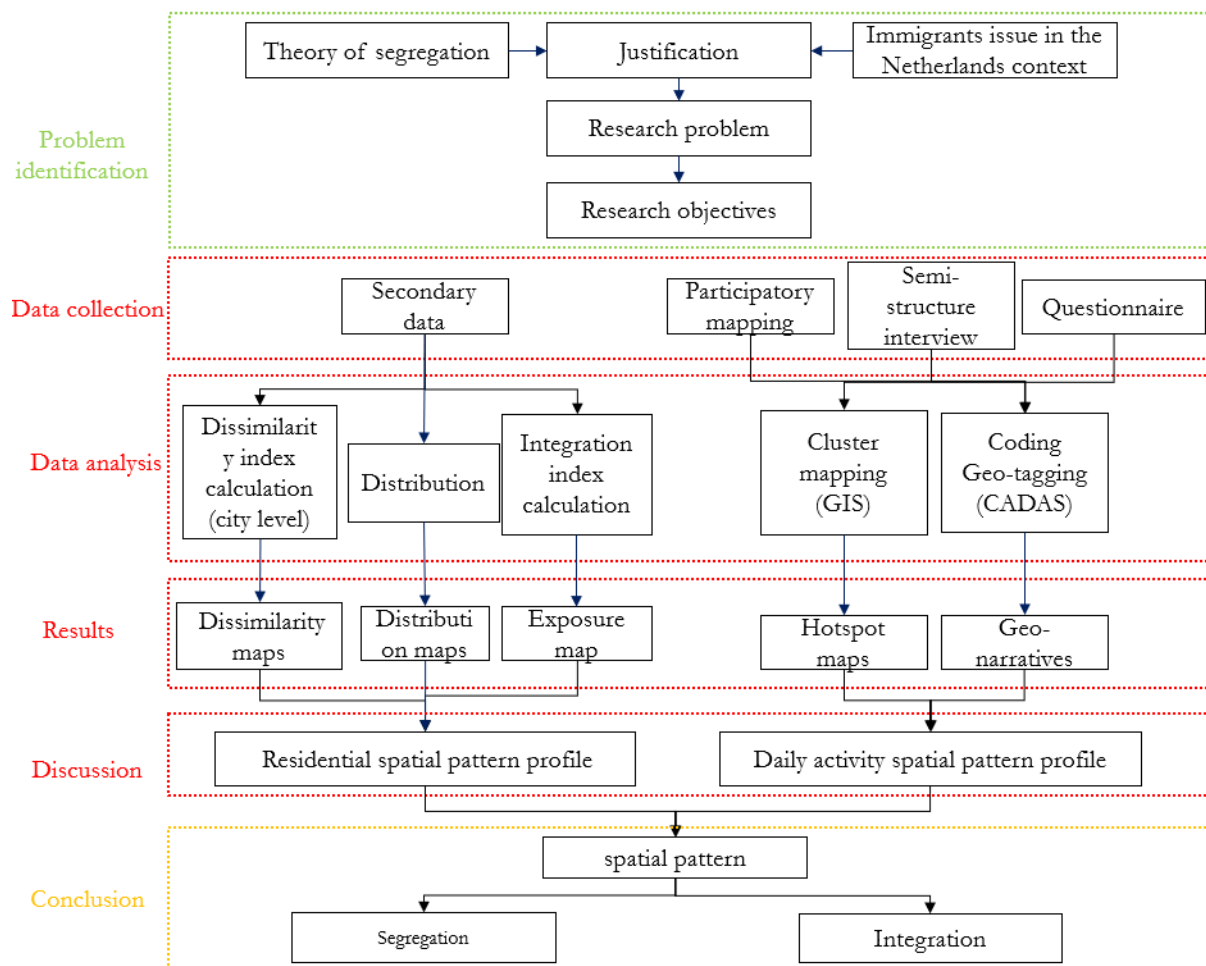 Theory of segregation
Justification
Immigrants issue in the
Netherlands context
Problem
identification
Research problem
Research objectives
Data collection
Secondary
data
Participatory
mapping
Semi-
structure
interview
Questionnaire
Data analysis
Dissimilarit
y index
calculation
(city level)
Distribution
Integration
index
calculation
Cluster
mapping
(GIS)
Coding
Geo-tagging
(CADAS)
Results
Dissimilarity
maps
Distributi
on maps
Exposure
map
Hotspot
maps
Geo-
narratives
Discussion
Residential spatial pattern profile
Daily activity spatial pattern profile
Conclusion
spatial pattern
Segregation
Integration